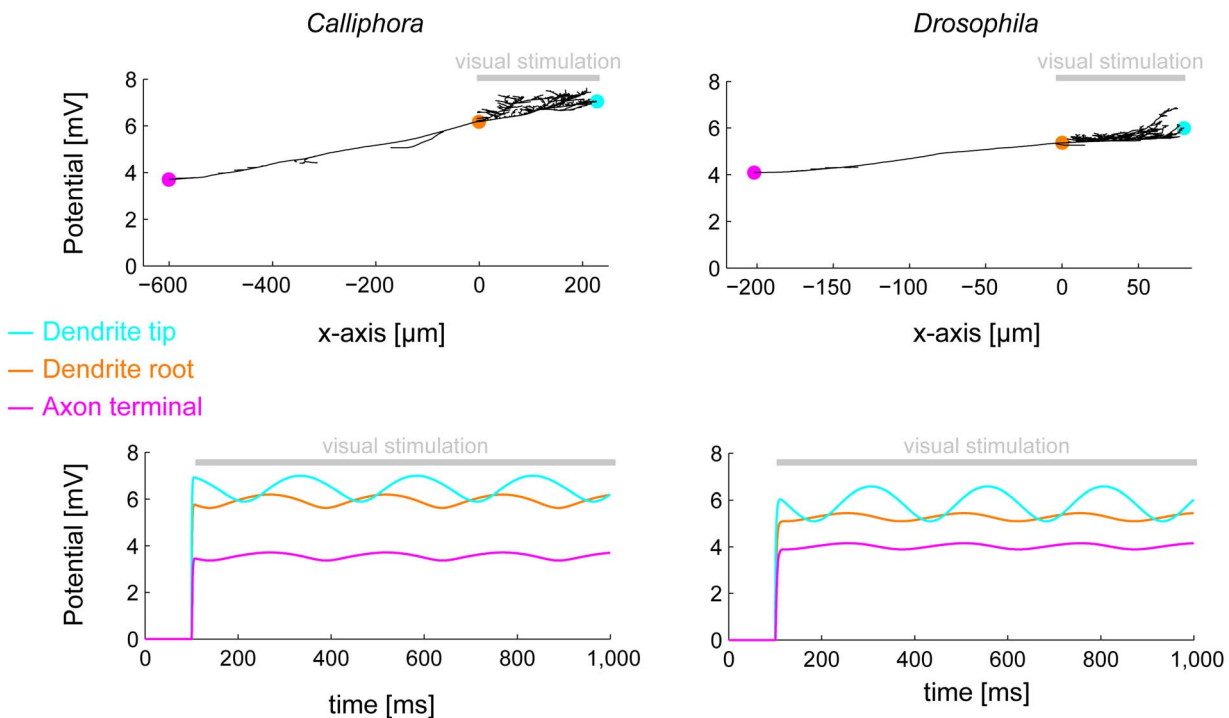 Calliphora
Drosophila
visual stimulation
visual stimulation
Potential [mV]
8
6
4
2
0
−600
−400
−200
0
200
x-axis [µm]
8
6
4
2
0
−200
−150
−100
−50
0
50
x-axis [µm]
Dendrite tip
Dendrite root
Axon terminal
visual stimulation
visual stimulation
Potential [mV]
8
6
4
2
0
0
200
400
600
800
1,000
time [ms]
8
6
4
2
0
0
200
400
600
800
1,000
time [ms]